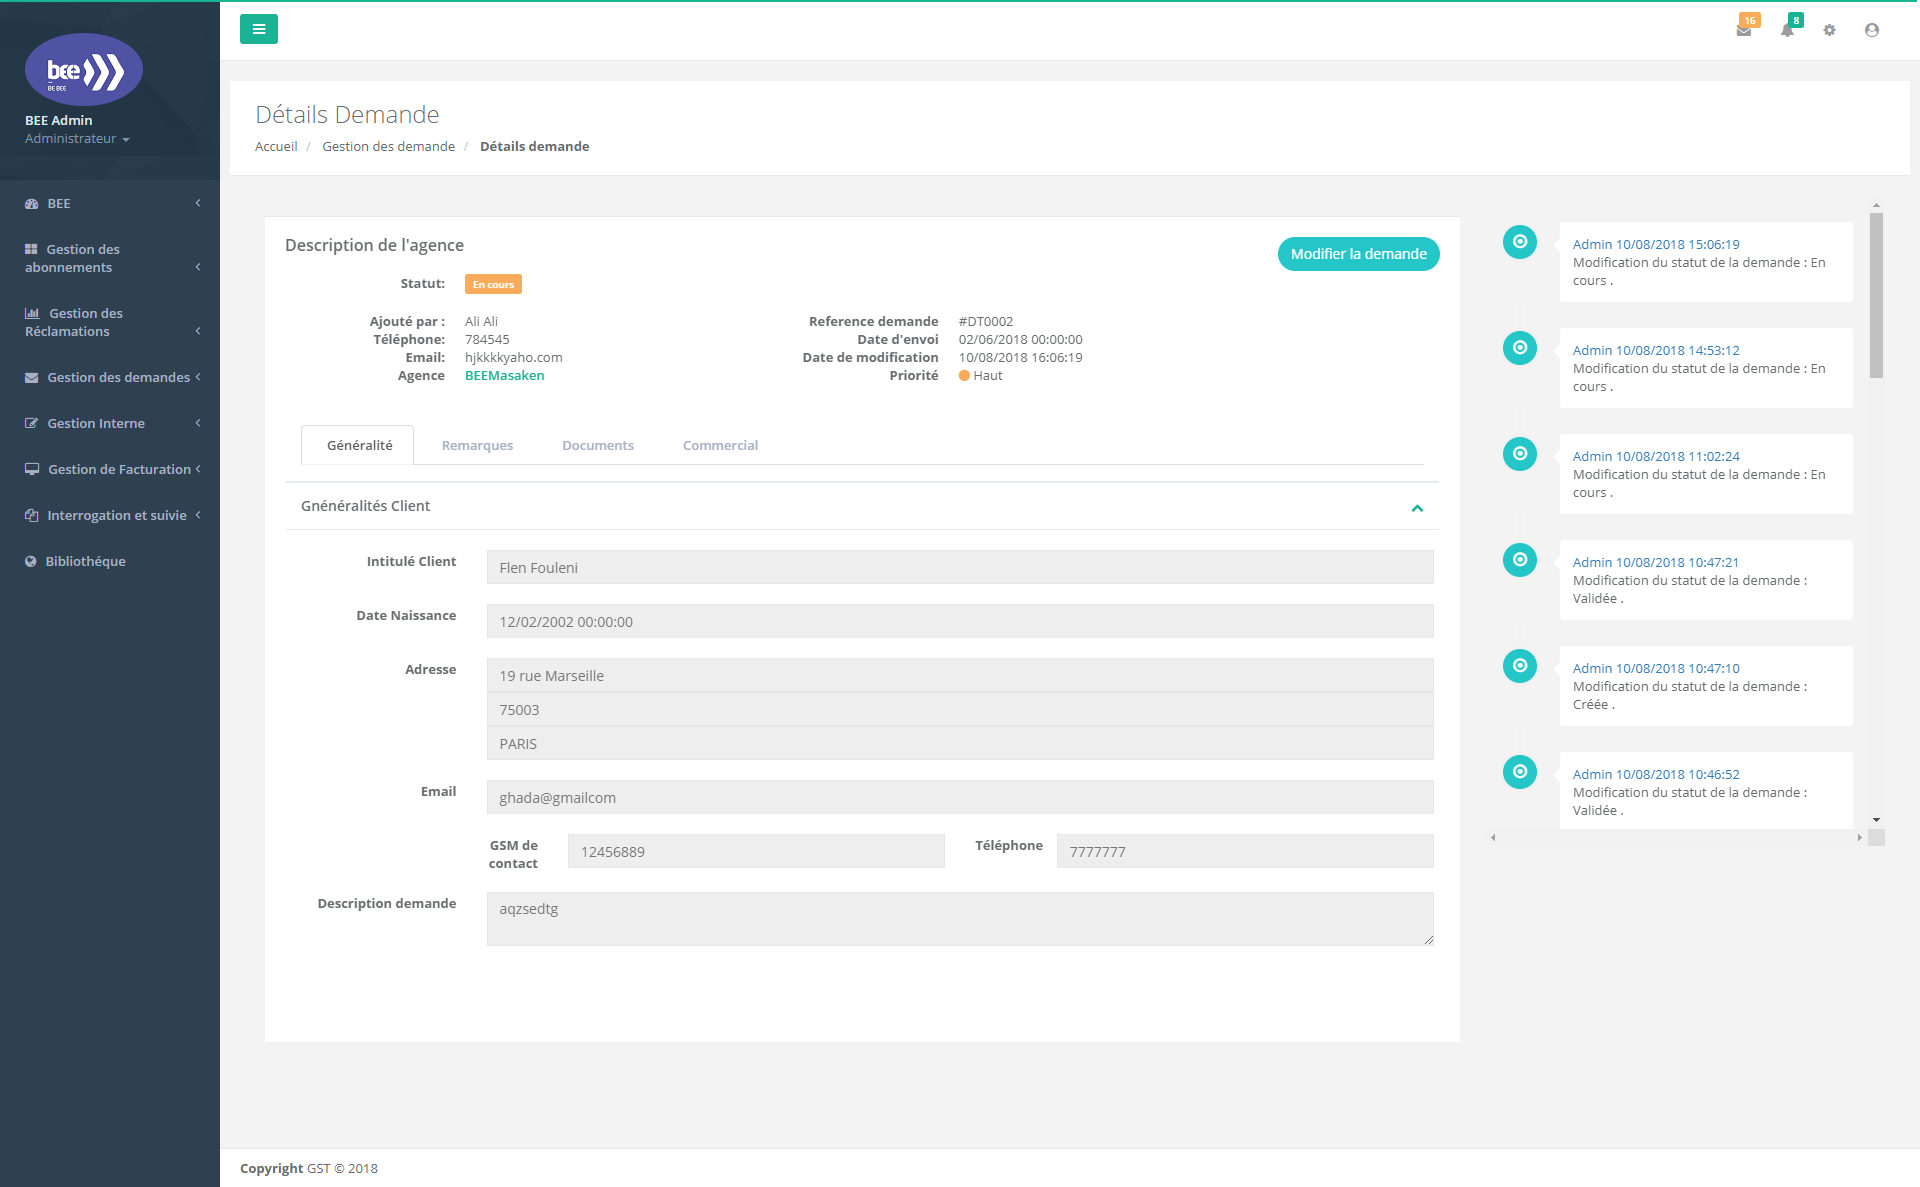 bee
BE BEE
BEE Admin
Administrateur
BEE
Gestion des
abonnements
Gestion des
Réclamations
Gestion des demandes
Gestion Interne
Gestion de Facturation
Interrogation et suivie
Bibliothéque
16
8
Détails Demande
Accueil / Gestion des demande / Détails demande
Description de l'agence
Modifier la demande
Statut: En cours
Ajouté par : Ali Ali
Téléphone: 784545
Email: hjkkkkyaho.com
Agence BEEMasaken
Reference demande #DT0002
Date d'envoi 02/06/2018 00:00:00
Date de modification 10/08/2018 16:06:19
Priorité Haut
Généralité Remarques Documents Commercial
Gnénéralités Client
Intitulé Client Flen Fouleni
Date Naissance 12/02/2002 00:00:00
Adresse 19 rue Marseille
75003
PARIS
Email ghada@gmailcom
GSM de
contact
12456889
Téléphone 7777777
Description demande aqzsedtg
Admin 10/08/2018 15:06:19
Modification du statut de la demande : En
cours .
Admin 10/08/2018 14:53:12
Modification du statut de la demande : En
cours .
Admin 10/08/2018 11:02:24
Modification du statut de la demande : En
cours .
Admin 10/08/2018 10:47:21
Modification du statut de la demande :
Validée .
Admin 10/08/2018 10:47:10
Modification du statut de la demande :
Créée .
Admin 10/08/2018 10:46:52
Modification du statut de la demande :
Validée .
Copyright GST © 2018